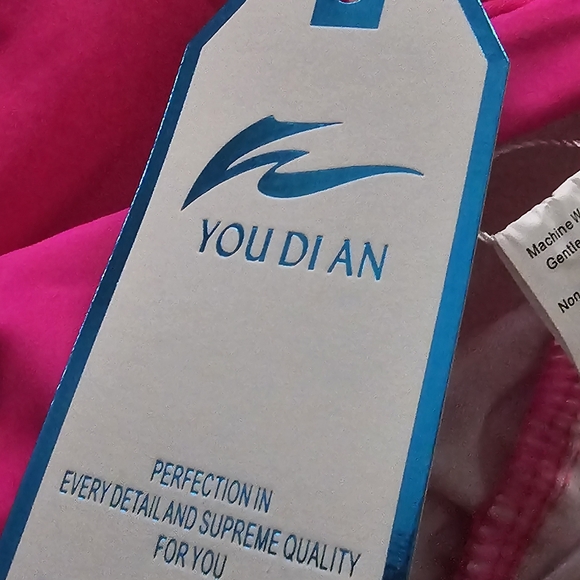 YOU DI AN
PERFECTION IN
EVERY DETAIL AND SUPREME QUALITY
FOR YOU
Machine W
Gentle
Non